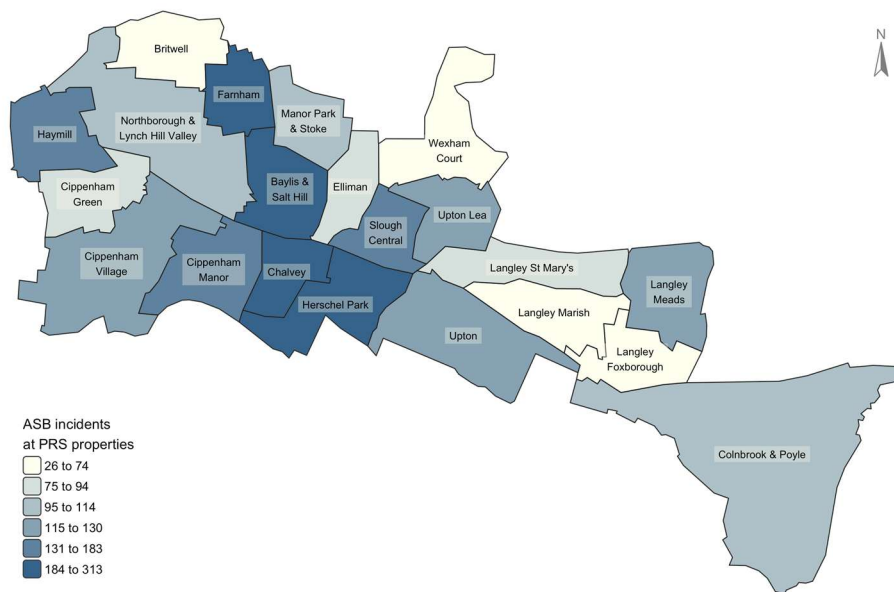 N
Britwell
Farnham
Manor Park
& Stoke
Northborough &
Lynch Hill Valley
Haymill
Wexham
Court
Cippenham
Green
Baylis &
Salt Hill
Elliman
Upton Lea
Slough
Central
Cippenham
Village
Cippenham
Manor
Chalvey
Langley St Mary's
Langley
Meads
Herschel Park
Langley Marish
Upton
Langley
Foxborough
Colnbrook & Poyle
ASB incidents
at PRS properties
26 to 74
75 to 94
95 to 114
115 to 130
131 to 183
184 to 313